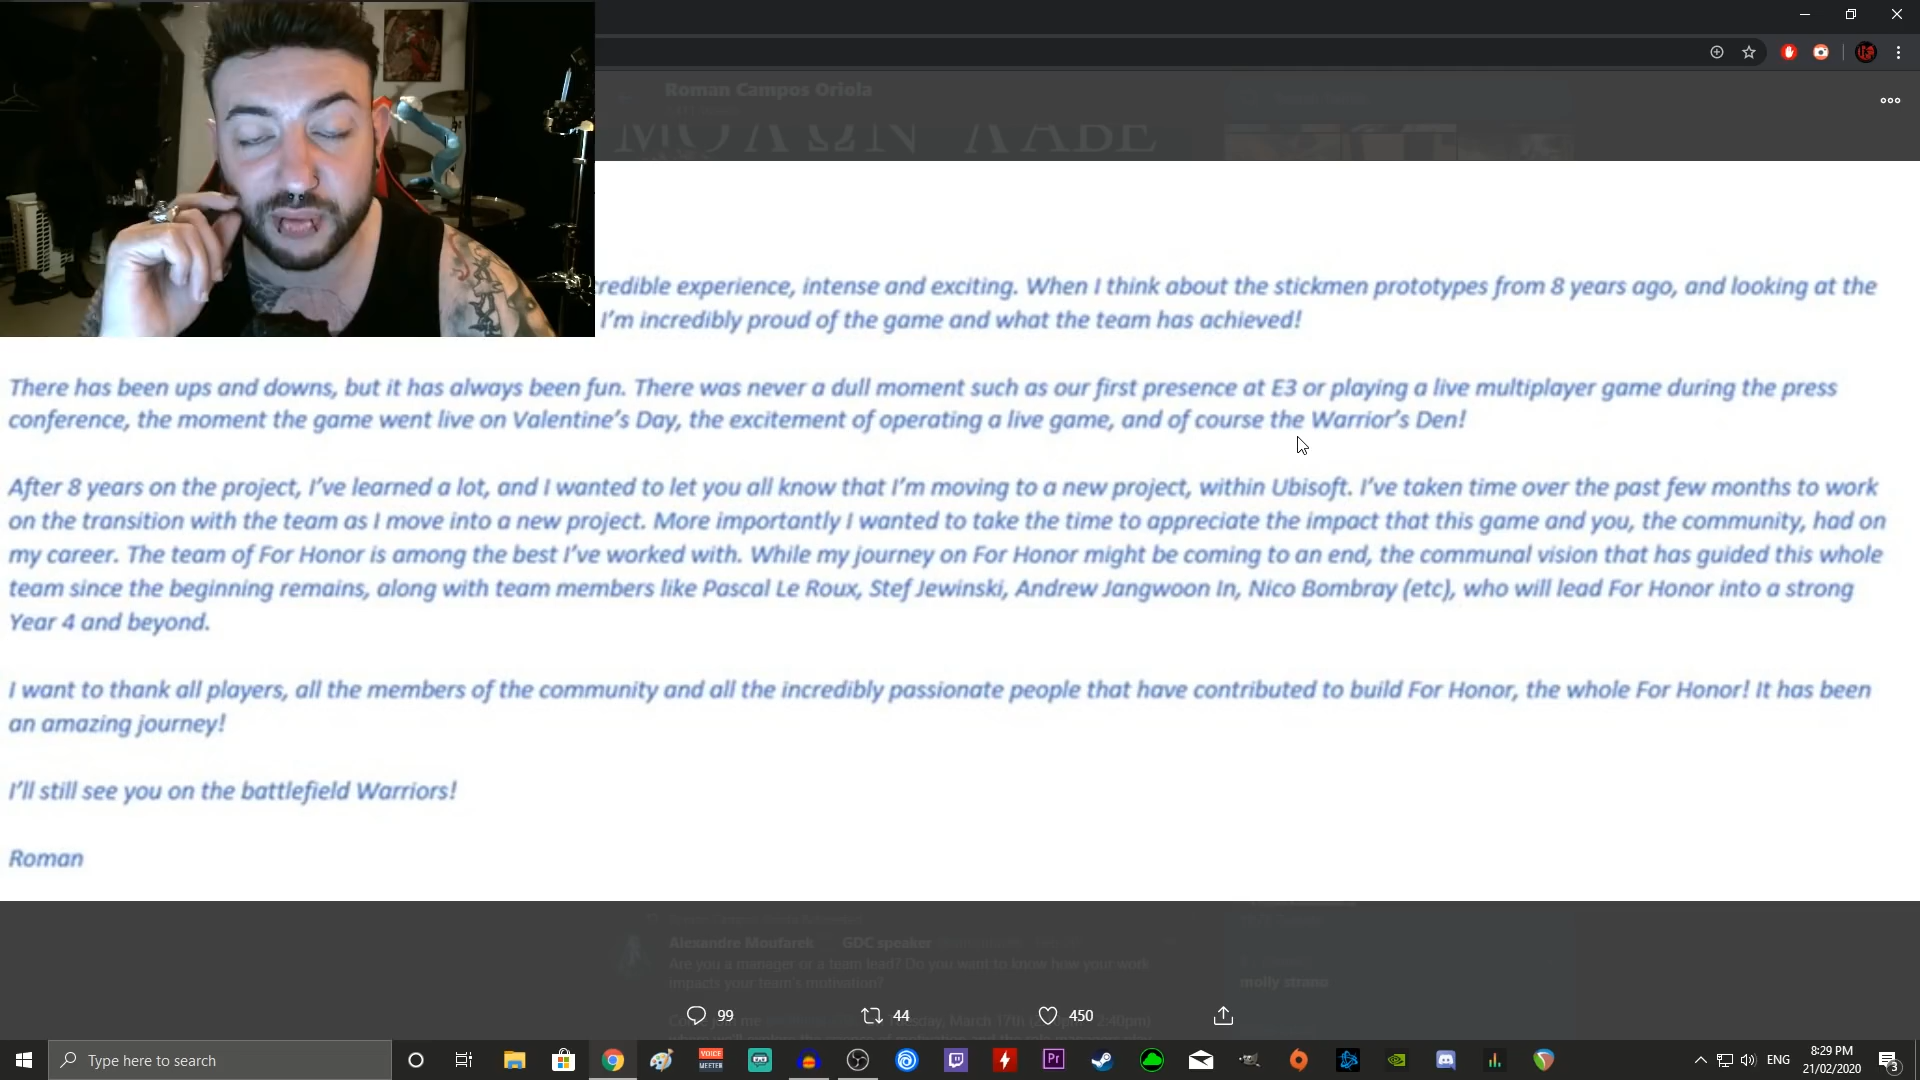 Roman Campos Oriola
ΜΟΛΩΝ ΛΑΒΕ
credible experience, intense and exciting. When I think about the stickmen prototypes from 8 years ago, and looking at the
I'm incredibly proud of the game and what the team has achieved!
There has been ups and downs, but it has always been fun. There was never a dull moment such as our first presence at E3 or playing a live multiplayer game during the press
conference, the moment the game went live on Valentine's Day, the excitement of operating a live game, and of course the Warrior's Den!
After 8 years on the project, I've learned a lot, and I wanted to let you all know that I'm moving to a new project, within Ubisoft. I've taken time over the past few months to work
on the transition with the team as I move into a new project. More importantly I wanted to take the time to appreciate the impact that this game and you, the community, had on
my career. The team of For Honor is among the best I've worked with. While my journey on For Honor might be coming to an end, the communal vision that has guided this whole
team since the beginning remains, along with team members like Pascal Le Roux, Stef Jewinski, Andrew Jangwoon In, Nico Bombray (etc), who will lead For Honor into a strong
Year 4 and beyond.
I want to thank all players, all the members of the community and all the incredibly passionate people that have contributed to build For Honor, the whole For Honor! It has been
an amazing journey!
I'll still see you on the battlefield Warriors!
Roman
Alexandre Moufarek GDC speaker
Are you a manager or a team lead? Do you want to know how your work
impacts your team's motivation?
molly strano
99 44 450
Tuesday, March 17th
Type here to search
VOICE
MEETER
Pr
ENG
8:29 PM
21/02/2020
3